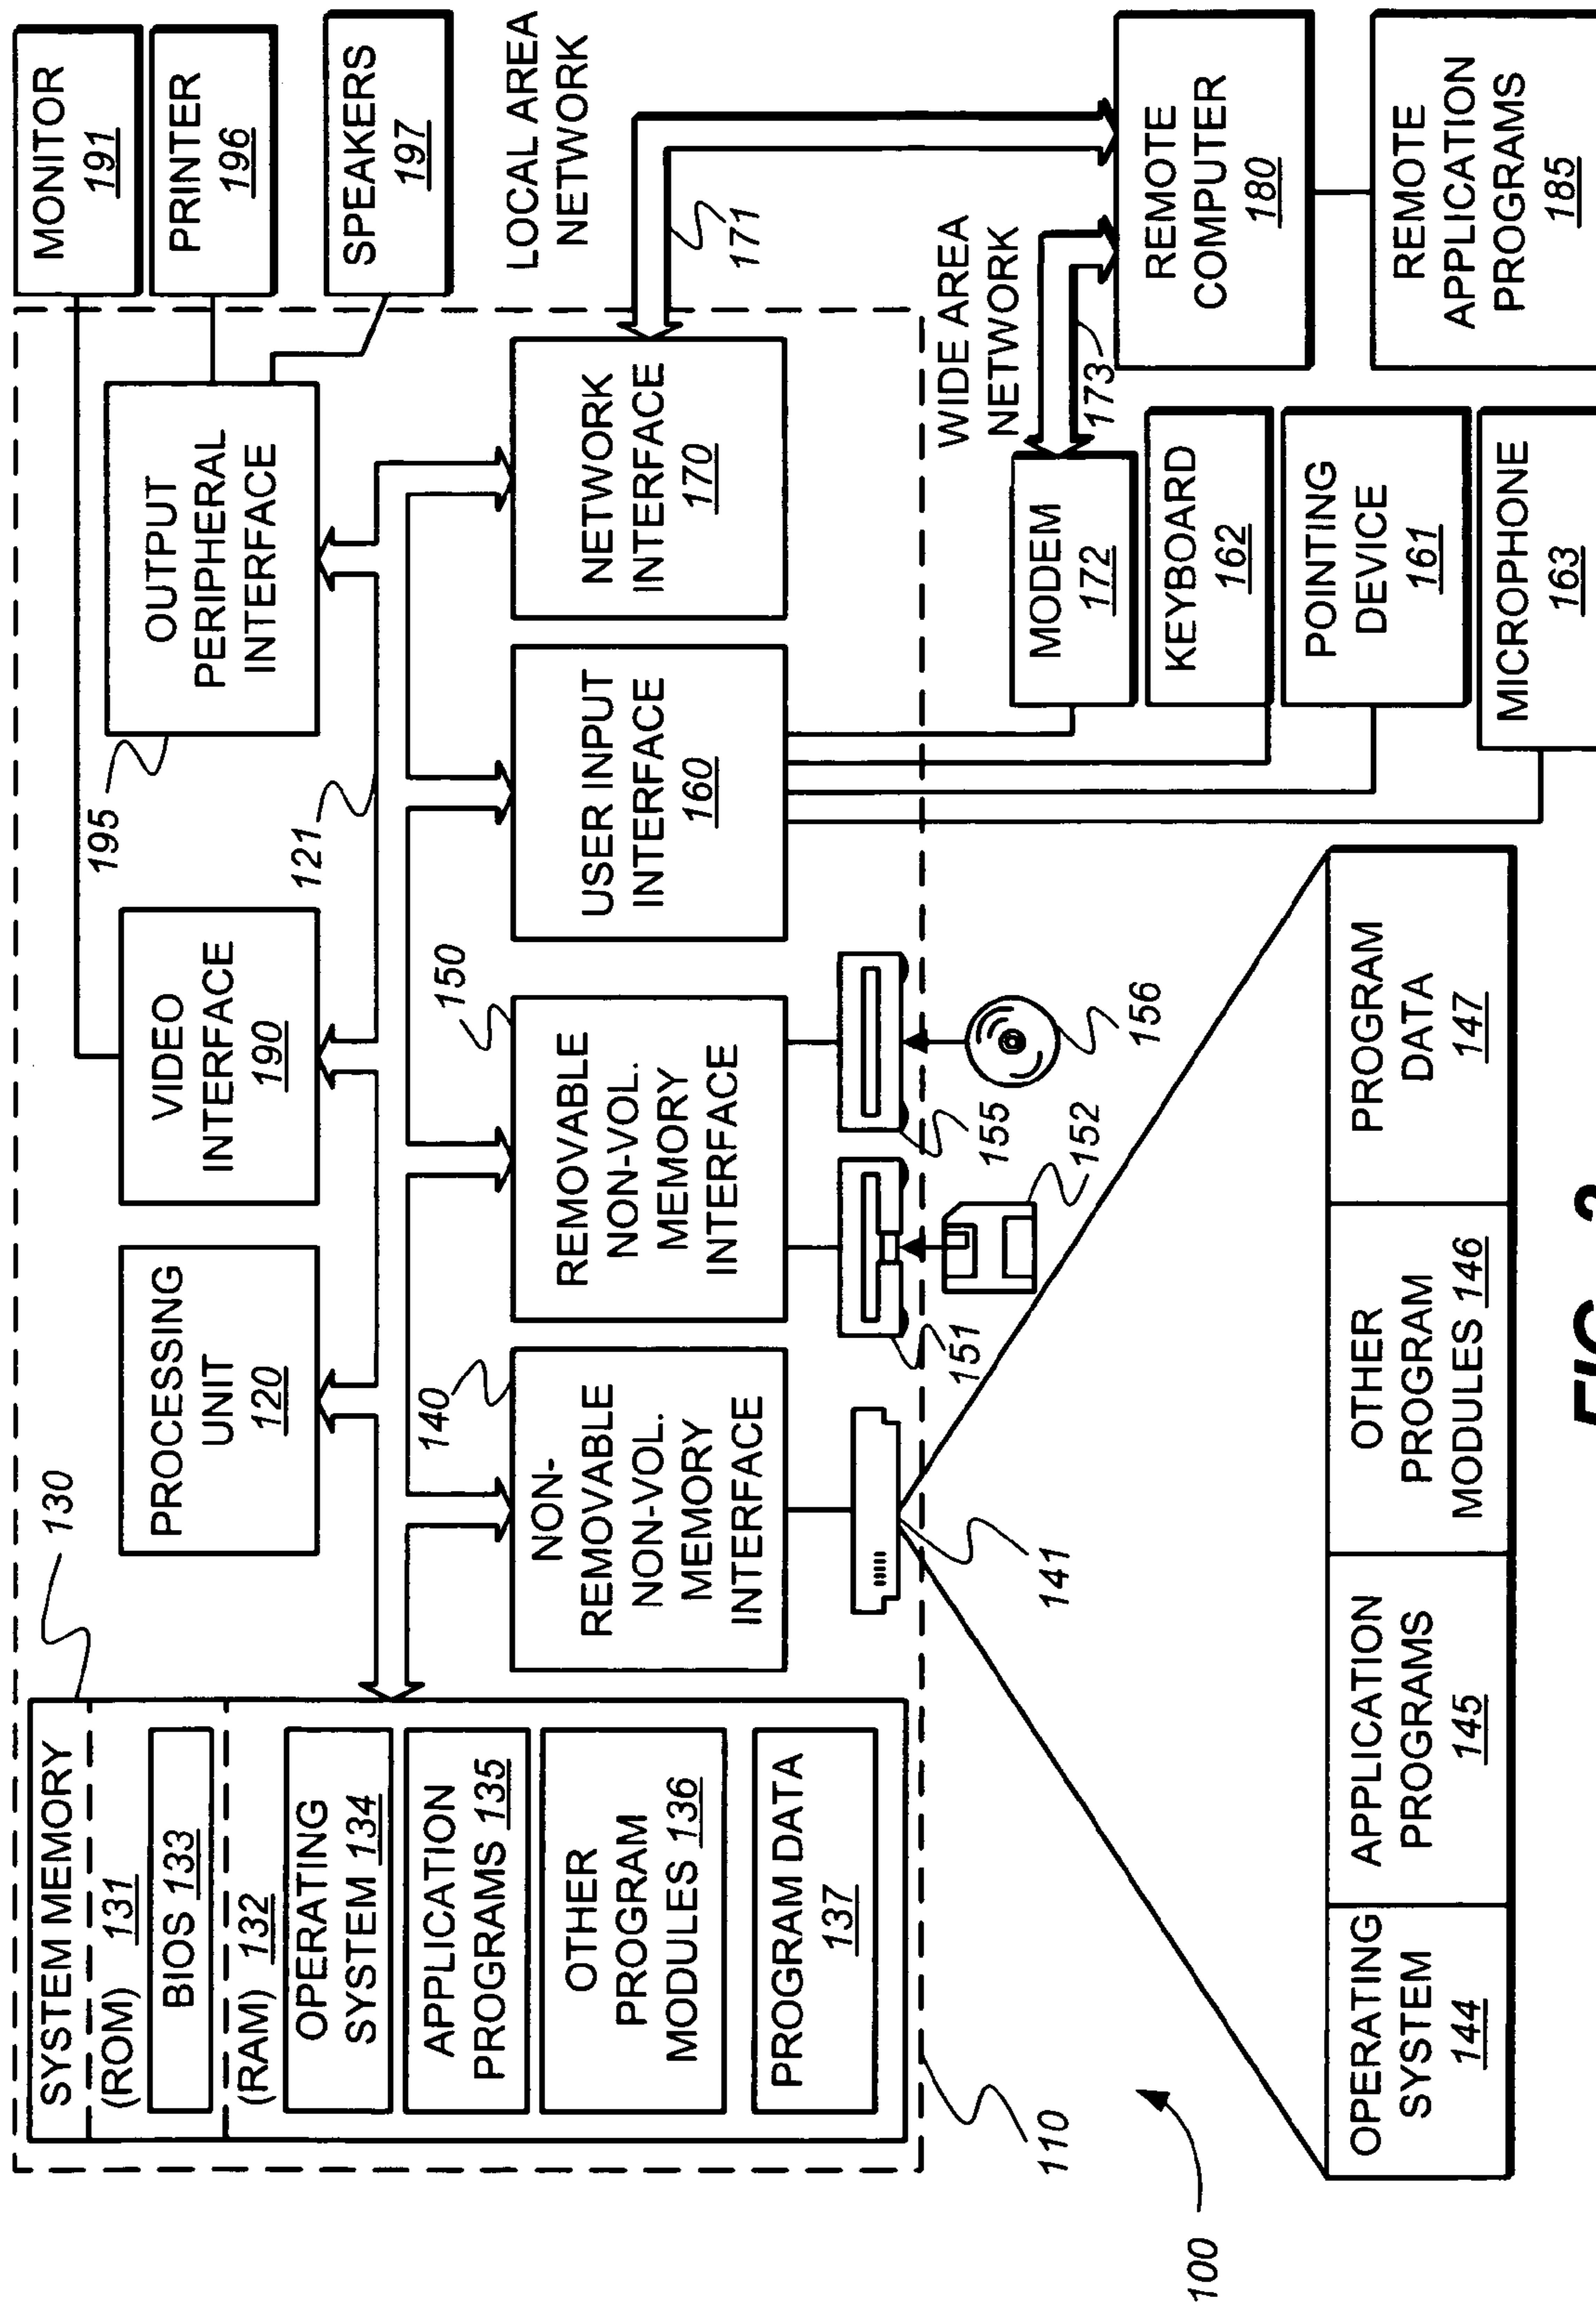 SYSTEM MEMORY
(ROM) 131
BIOS 133
(RAM) 132
OPERATING
SYSTEM 134
APPLICATION
PROGRAMS 135
OTHER
PROGRAM
MODULES 136
PROGRAM DATA
137
130
PROCESSING
UNIT
120
VIDEO
INTERFACE
190
195
OUTPUT
PERIPHERAL
INTERFACE
MONITOR
191
PRINTER
196
SPEAKERS
197
121
140
NON-
REMOVABLE
NON-VOL.
MEMORY
INTERFACE
150
REMOVABLE
NON-VOL.
MEMORY
INTERFACE
USER INPUT
INTERFACE
160
NETWORK
INTERFACE
170
LOCAL AREA
NETWORK
171
110
141
151
152
155
156
WIDE AREA
NETWORK
173
MODEM
172
KEYBOARD
162
POINTING
DEVICE
161
MICROPHONE
163
REMOTE
COMPUTER
180
REMOTE
APPLICATION
PROGRAMS
185
100
OPERATING
SYSTEM
144
APPLICATION
PROGRAMS
145
OTHER
PROGRAM
MODULES 146
PROGRAM
DATA
147
FIG.